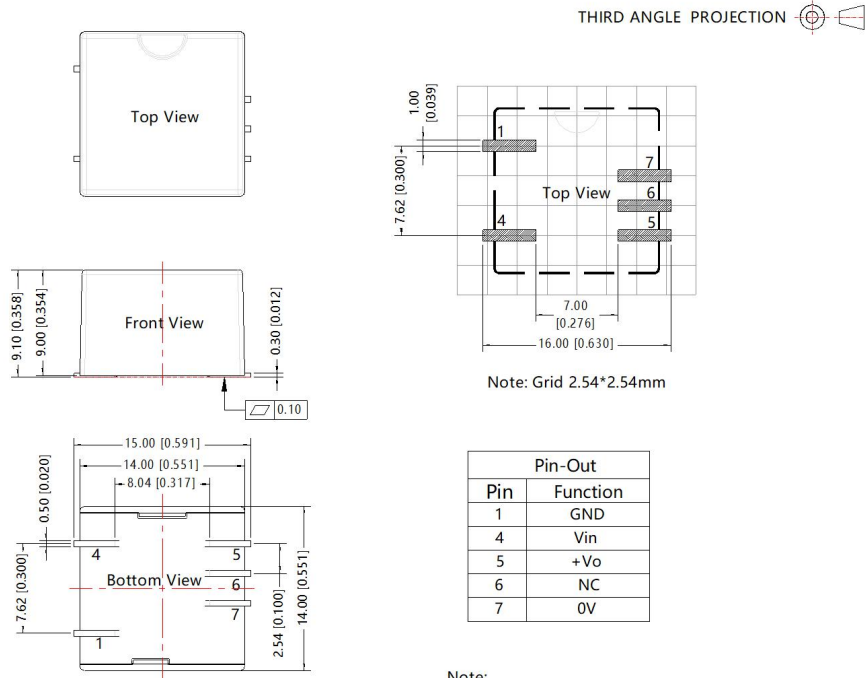 THIRD ANGLE PROJECTION
Top View
1.00
[0.039]
7.62 [0.300]
1
4
Top View
7
6
5
7.00
[0.276]
16.00 [0.630]
Note: Grid 2.54*2.54mm
9.10 [0.358]
9.00 [0.354]
Front View
0.30 [0.012]
0.10
15.00 [0.591]
14.00 [0.551]
8.04 [0.317]
0.50 [0.020]
7.62 [0.300]
4
5
Bottom View
6
7
1
2.54 [0.100]
14.00 [0.551]
Pin-Out
Pin Function
1 GND
4 Vin
5 +Vo
6 NC
7 0V
Note: